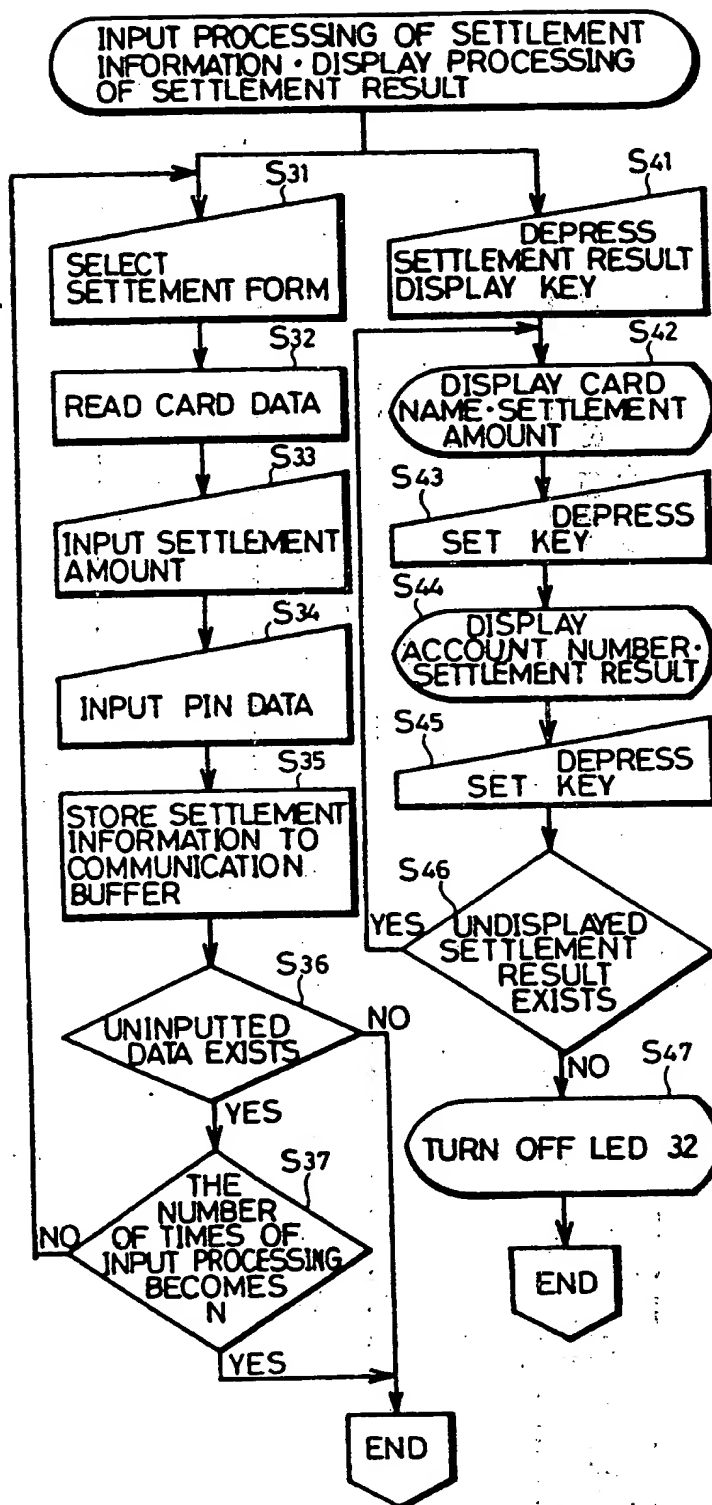 INPUT PROCESSING OF SETTLEMENT
INFORMATION · DISPLAY PROCESSING
OF SETTLEMENT RESULT
S31
SELECT
SETTEMENT FORM
S32
READ CARD DATA
S33
INPUT SETTLEMENT
AMOUNT
S34
INPUT PIN DATA
S35
STORE SETTLEMENT
INFORMATION TO
COMMUNICATION
BUFFER
S36
UNINPUTTED
DATA EXISTS
NO
YES
S37
THE
NUMBER
OF TIMES OF
INPUT PROCESSING
BECOMES
N
NO
YES
END
S41
DEPRESS
SETTLEMENT RESULT
DISPLAY KEY
S42
DISPLAY CARD
NAME·SETTLEMENT
AMOUNT
S43
DEPRESS
SET KEY
S44
DISPLAY
ACCOUNT NUMBER·
SETTLEMENT RESULT
S45
DEPRESS
SET KEY
S46
YES
UNDISPLAYED
SETTLEMENT
RESULT
EXISTS
NO
S47
TURN OFF LED 32
END